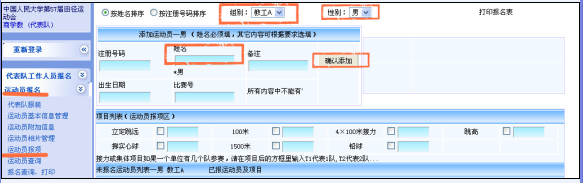 中国人民大学第57届田径运动会
商学数（代表队）
重新登录
代表队工作人员报名
运动员报名
代表队服装
运动员基本信息管理
运动员附加信息
运动员相片管理
运动员报项
运动员查询
报名查询、打印
按姓名排序 按注册号码排序 组别: 教工A 性别: 男 打印报名表
添加运动员—男 （ 姓名必须填, 其它内容可根据要求选填）
注册号码 姓名 备注
*男
确认添加
出生日期 比赛号 所有内容中不能有'
项目列表（运动员报项区）
立定跳远 100米 4×100米接力 跳高
掷实心球 1500米 铅球
接力或集体项目如果一个单位有几个队参赛, 请在项目后的方框里输入T1代表1队,T2代表2队...
未报名运动员列表—男 教工A 已报运动员及项目